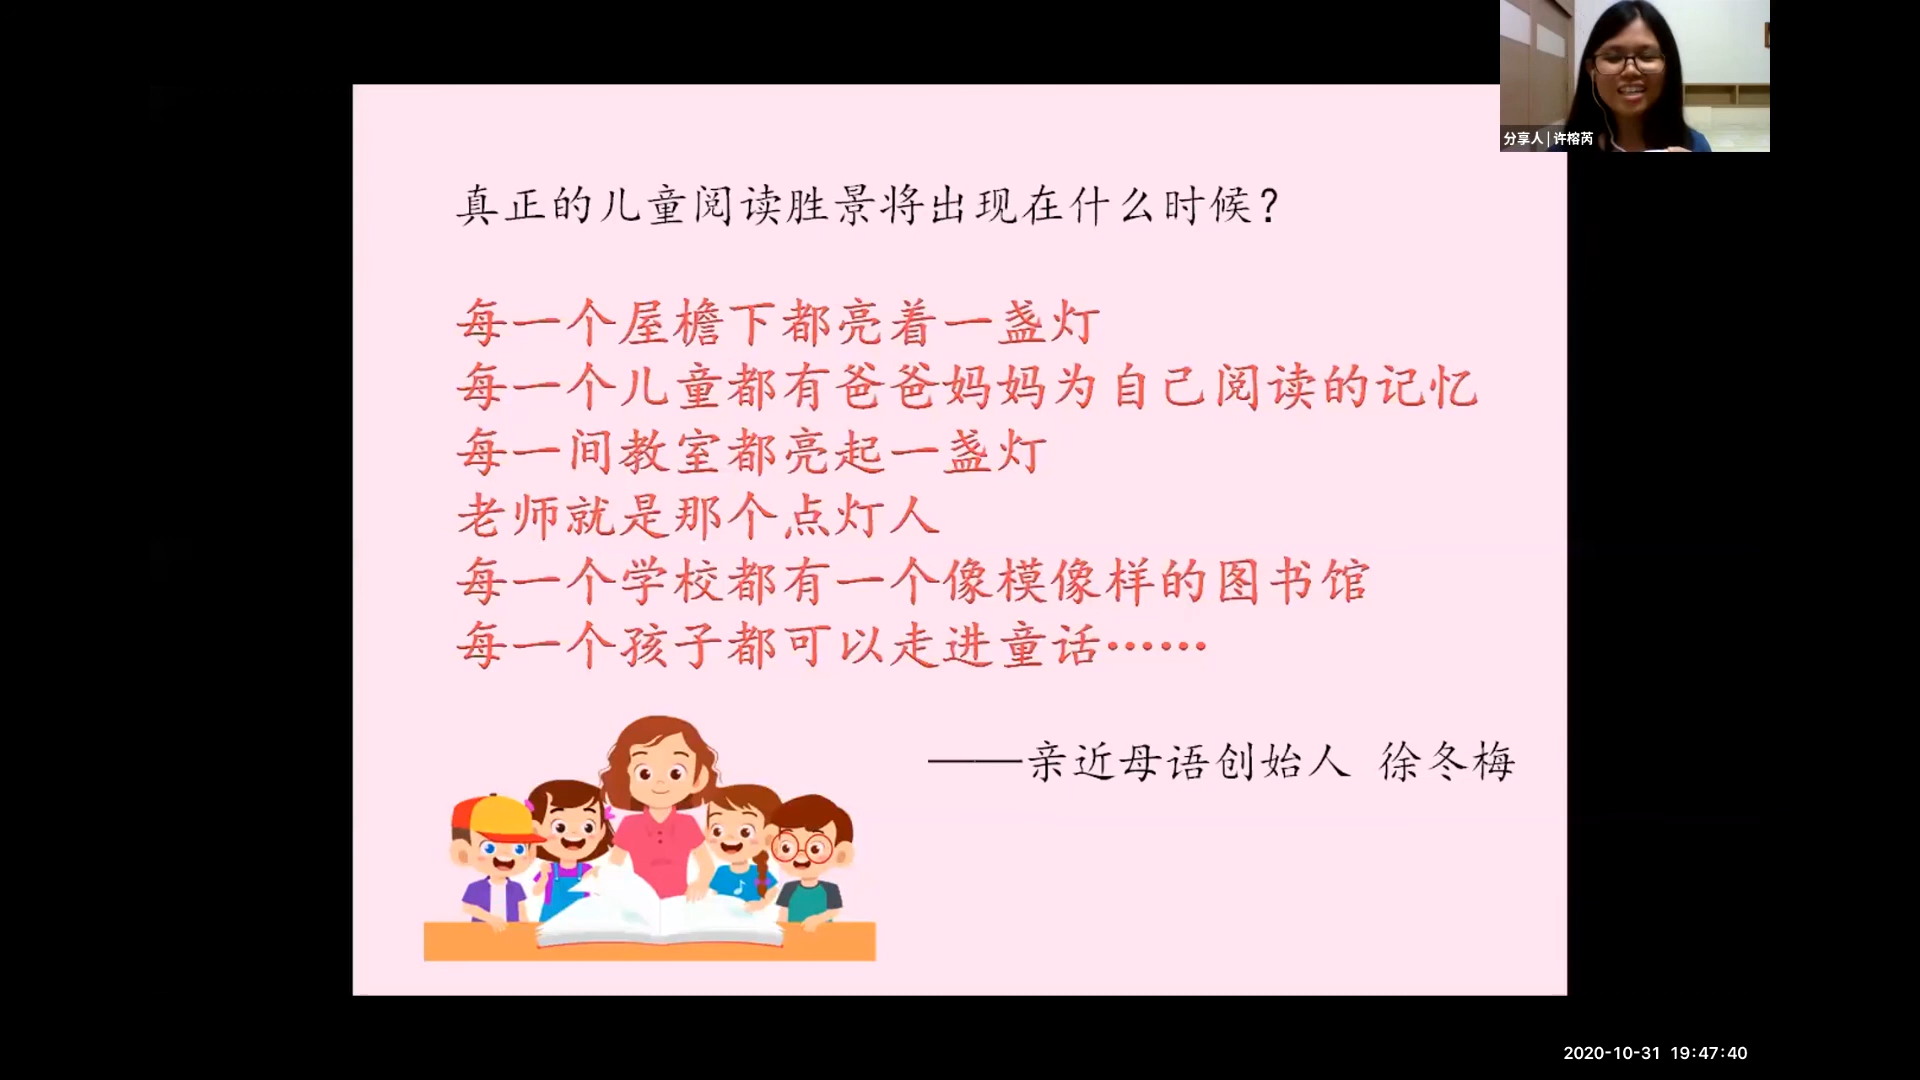 分享人 | 许榕芮
真正的儿童阅读胜景将出现在什么时候？
每一个屋檐下都亮着一盏灯
每一个儿童都有爸爸妈妈为自己阅读的记忆
每一间教室都亮起一盏灯
老师就是那个点灯人
每一个学校都有一个像模像样的图书馆
每一个孩子都可以走进童话……
——亲近母语创始人 徐冬梅
2020-10-31 19:47:40